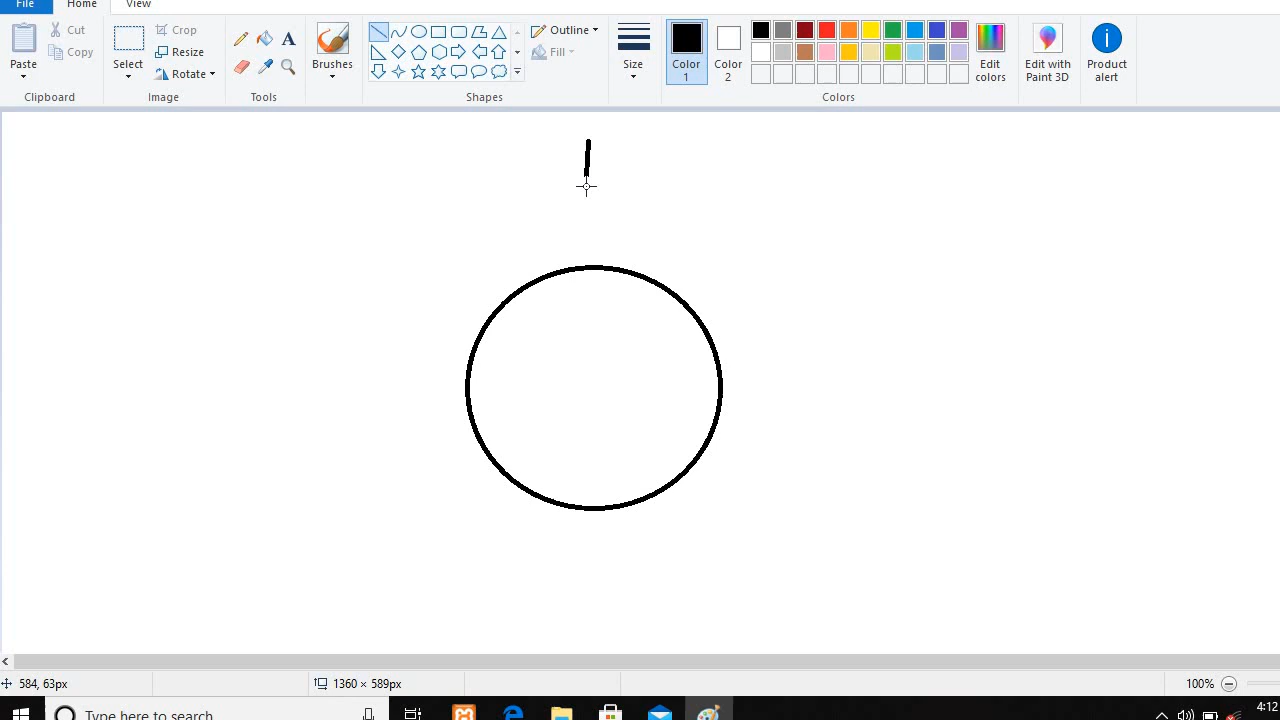 File Home View
Paste Cut Copy
Clipboard
Select Crop Resize Rotate
Image
A
Tools
Brushes
Outline Fill
Shapes
Size
Color 1
Color 2
Edit colors
Colors
Edit with Paint 3D
Product alert
584, 63px
1360 × 589px
100%
Type here to search
4:12